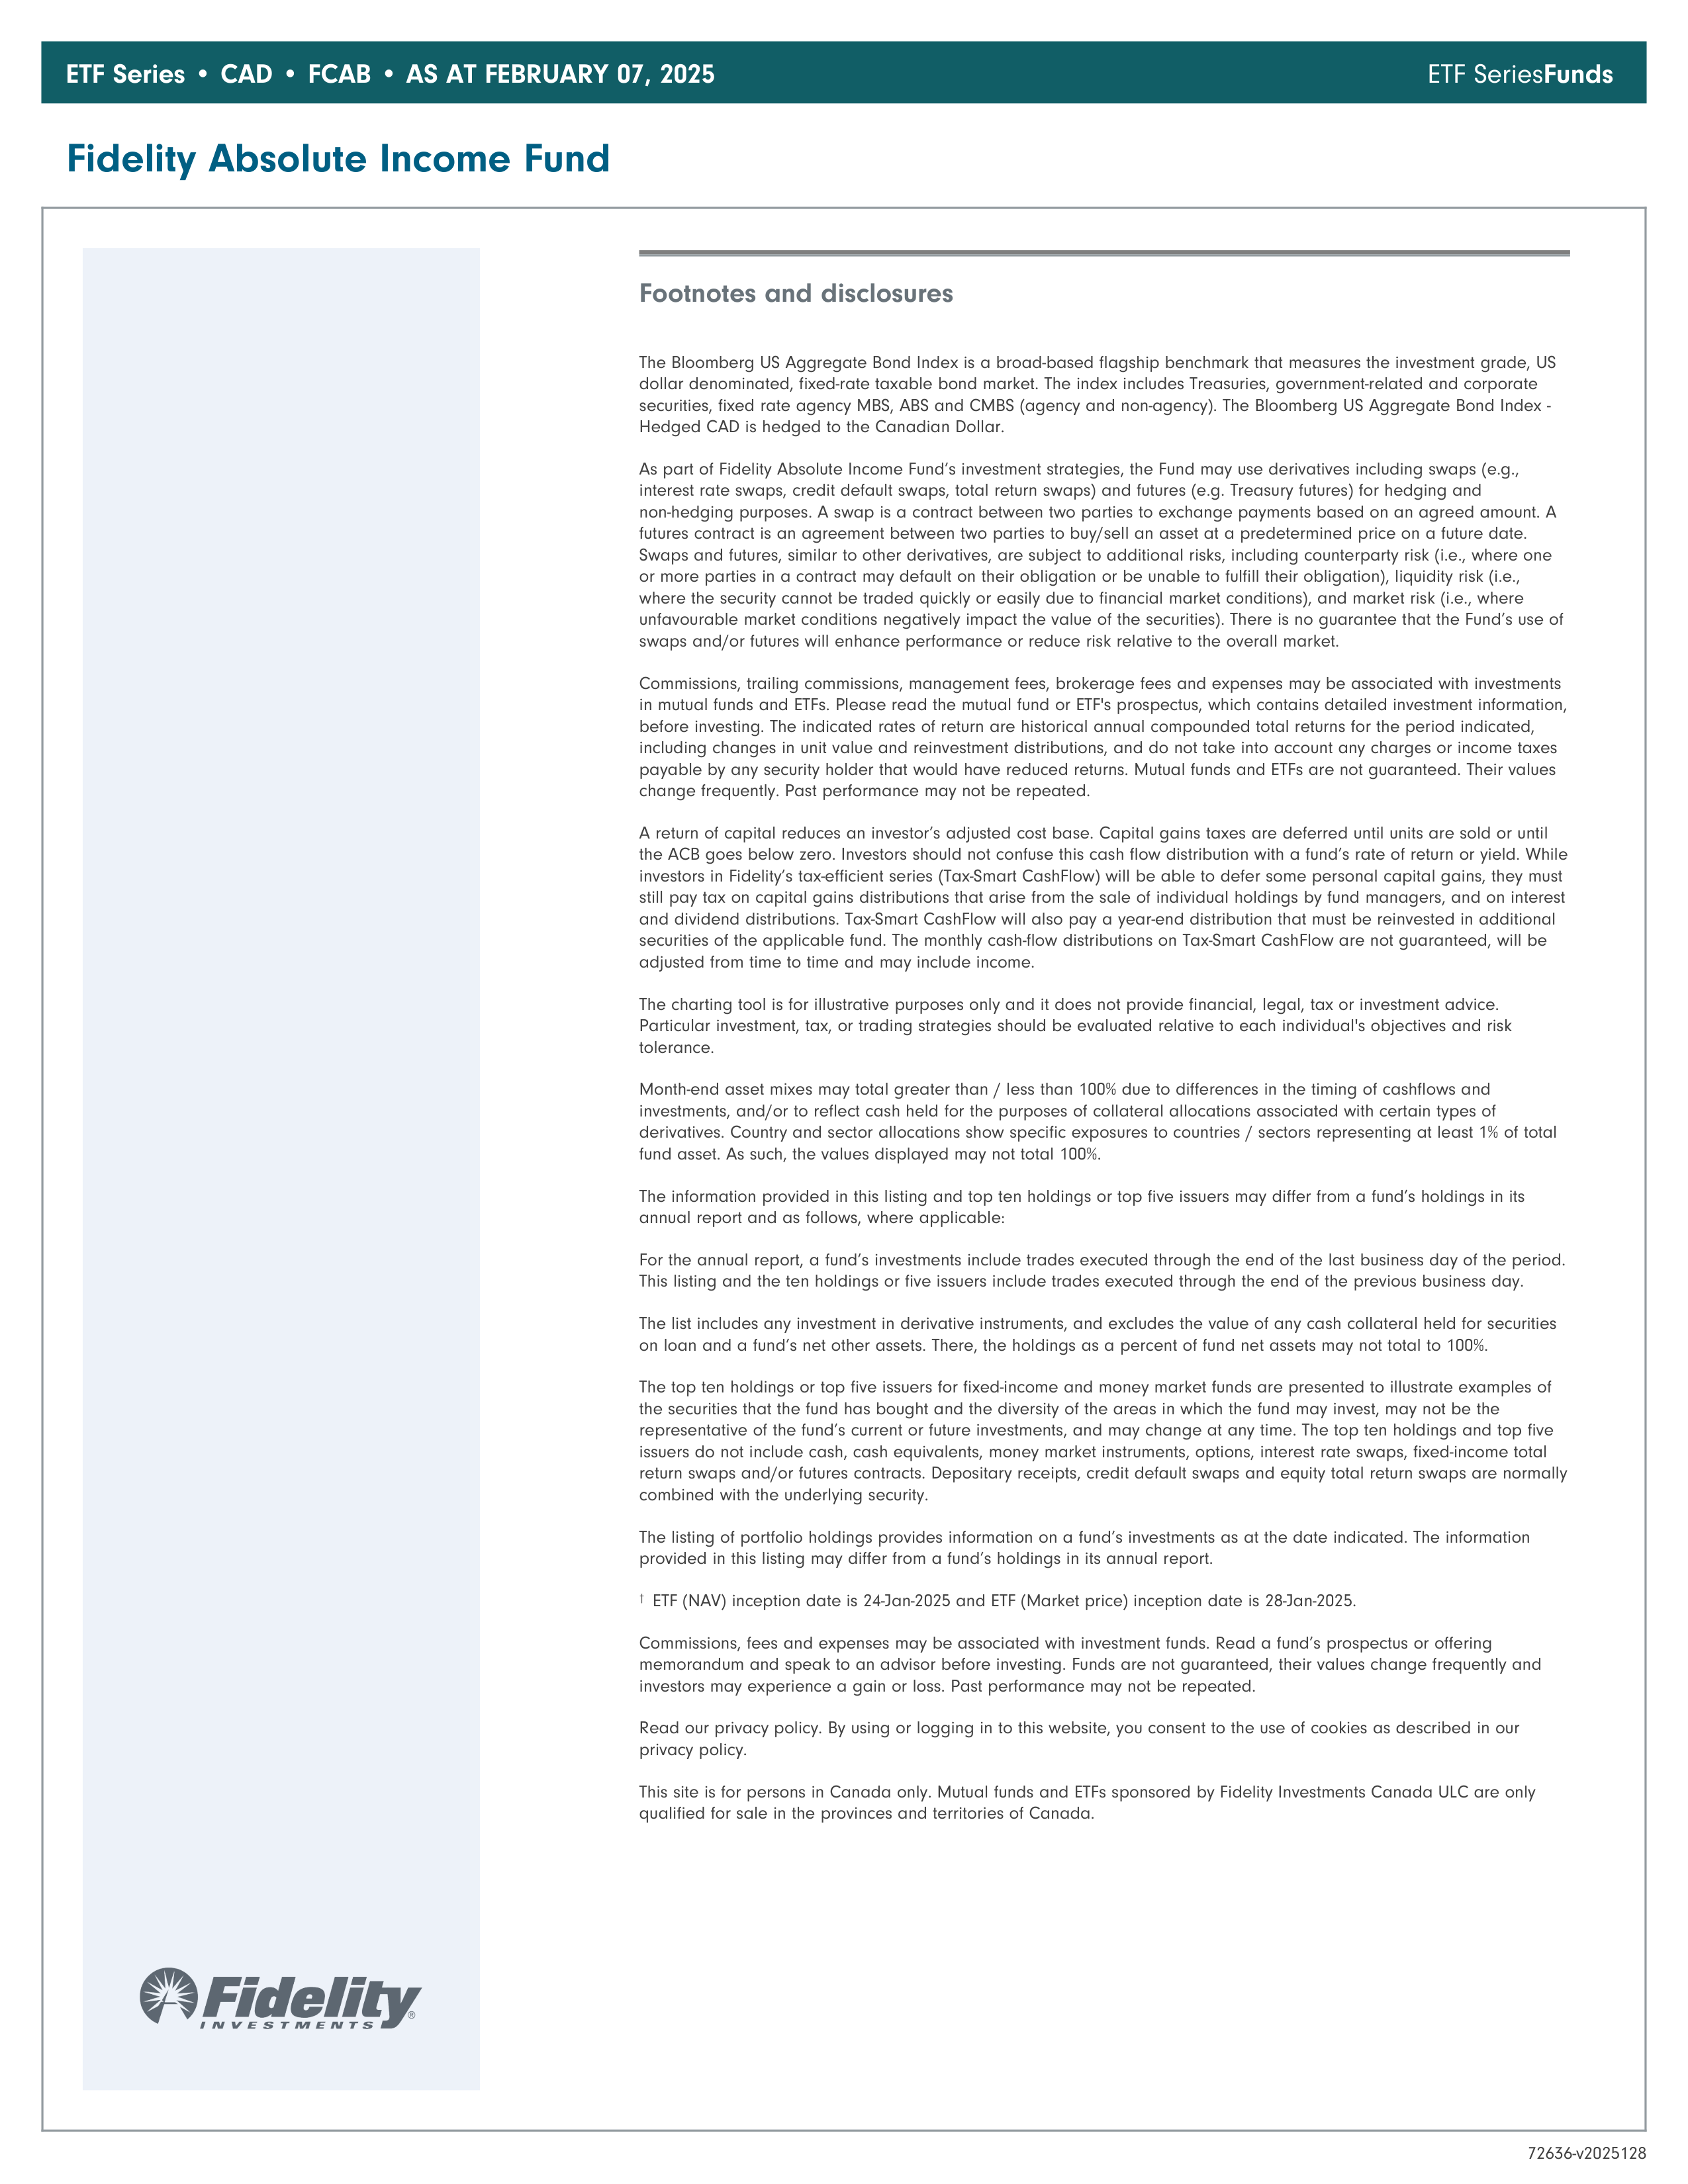 ETF Series • CAD • FCAB • AS AT FEBRUARY 07, 2025
ETF SeriesFunds
Fidelity Absolute Income Fund
Footnotes and disclosures
The Bloomberg US Aggregate Bond Index is a broad-based flagship benchmark that measures the investment grade, US
dollar denominated, fixed-rate taxable bond market. The index includes Treasuries, government-related and corporate
securities, fixed rate agency MBS, ABS and CMBS (agency and non-agency). The Bloomberg US Aggregate Bond Index -
Hedged CAD is hedged to the Canadian Dollar.
As part of Fidelity Absolute Income Fund’s investment strategies, the Fund may use derivatives including swaps (e.g.,
interest rate swaps, credit default swaps, total return swaps) and futures (e.g. Treasury futures) for hedging and
non-hedging purposes. A swap is a contract between two parties to exchange payments based on an agreed amount. A
futures contract is an agreement between two parties to buy/sell an asset at a predetermined price on a future date.
Swaps and futures, similar to other derivatives, are subject to additional risks, including counterparty risk (i.e., where one
or more parties in a contract may default on their obligation or be unable to fulfill their obligation), liquidity risk (i.e.,
where the security cannot be traded quickly or easily due to financial market conditions), and market risk (i.e., where
unfavourable market conditions negatively impact the value of the securities). There is no guarantee that the Fund’s use of
swaps and/or futures will enhance performance or reduce risk relative to the overall market.
Commissions, trailing commissions, management fees, brokerage fees and expenses may be associated with investments
in mutual funds and ETFs. Please read the mutual fund or ETF's prospectus, which contains detailed investment information,
before investing. The indicated rates of return are historical annual compounded total returns for the period indicated,
including changes in unit value and reinvestment distributions, and do not take into account any charges or income taxes
payable by any security holder that would have reduced returns. Mutual funds and ETFs are not guaranteed. Their values
change frequently. Past performance may not be repeated.
A return of capital reduces an investor’s adjusted cost base. Capital gains taxes are deferred until units are sold or until
the ACB goes below zero. Investors should not confuse this cash flow distribution with a fund’s rate of return or yield. While
investors in Fidelity’s tax-efficient series (Tax-Smart CashFlow) will be able to defer some personal capital gains, they must
still pay tax on capital gains distributions that arise from the sale of individual holdings by fund managers, and on interest
and dividend distributions. Tax-Smart CashFlow will also pay a year-end distribution that must be reinvested in additional
securities of the applicable fund. The monthly cash-flow distributions on Tax-Smart CashFlow are not guaranteed, will be
adjusted from time to time and may include income.
The charting tool is for illustrative purposes only and it does not provide financial, legal, tax or investment advice.
Particular investment, tax, or trading strategies should be evaluated relative to each individual's objectives and risk
tolerance.
Month-end asset mixes may total greater than / less than 100% due to differences in the timing of cashflows and
investments, and/or to reflect cash held for the purposes of collateral allocations associated with certain types of
derivatives. Country and sector allocations show specific exposures to countries / sectors representing at least 1% of total
fund asset. As such, the values displayed may not total 100%.
The information provided in this listing and top ten holdings or top five issuers may differ from a fund’s holdings in its
annual report and as follows, where applicable:
For the annual report, a fund’s investments include trades executed through the end of the last business day of the period.
This listing and the ten holdings or five issuers include trades executed through the end of the previous business day.
The list includes any investment in derivative instruments, and excludes the value of any cash collateral held for securities
on loan and a fund’s net other assets. There, the holdings as a percent of fund net assets may not total to 100%.
The top ten holdings or top five issuers for fixed-income and money market funds are presented to illustrate examples of
the securities that the fund has bought and the diversity of the areas in which the fund may invest, may not be the
representative of the fund’s current or future investments, and may change at any time. The top ten holdings and top five
issuers do not include cash, cash equivalents, money market instruments, options, interest rate swaps, fixed-income total
return swaps and/or futures contracts. Depositary receipts, credit default swaps and equity total return swaps are normally
combined with the underlying security.
The listing of portfolio holdings provides information on a fund’s investments as at the date indicated. The information
provided in this listing may differ from a fund’s holdings in its annual report.
† ETF (NAV) inception date is 24-Jan-2025 and ETF (Market price) inception date is 28-Jan-2025.
Commissions, fees and expenses may be associated with investment funds. Read a fund’s prospectus or offering
memorandum and speak to an advisor before investing. Funds are not guaranteed, their values change frequently and
investors may experience a gain or loss. Past performance may not be repeated.
Read our privacy policy. By using or logging in to this website, you consent to the use of cookies as described in our
privacy policy.
This site is for persons in Canada only. Mutual funds and ETFs sponsored by Fidelity Investments Canada ULC are only
qualified for sale in the provinces and territories of Canada.
Fidelity®
INVESTMENTS
72636-v2025128